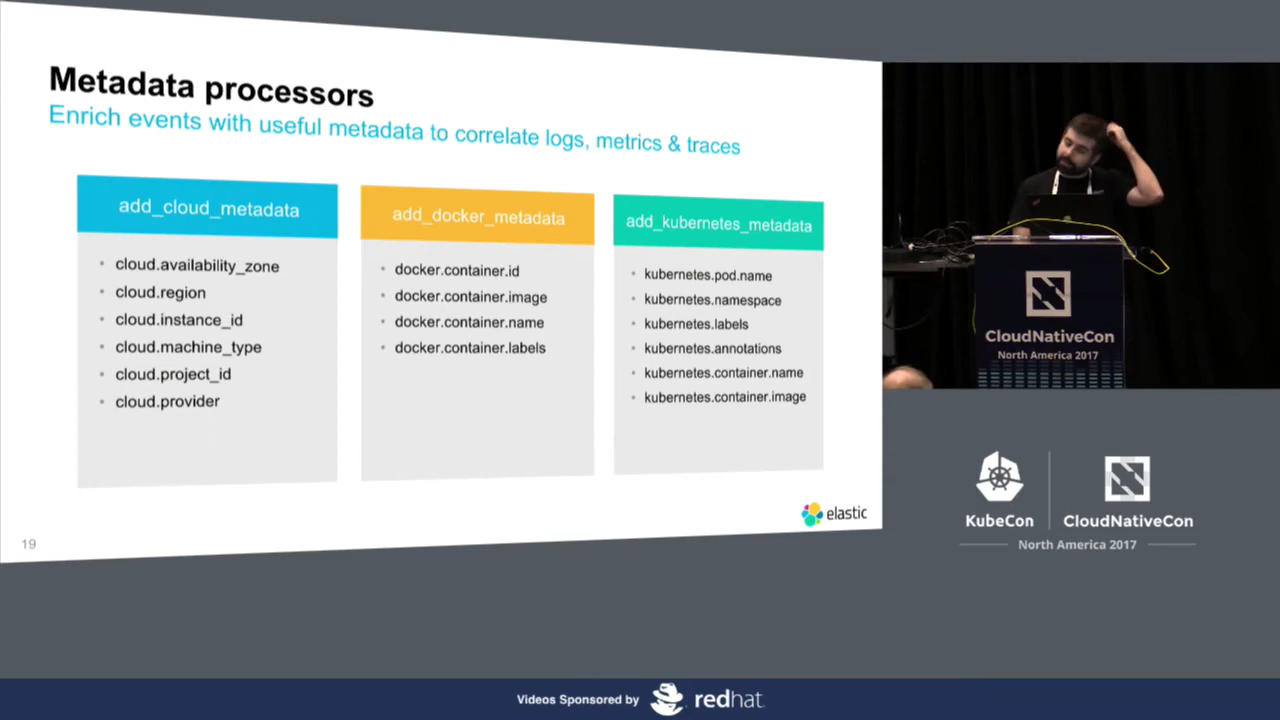 Metadata processors
Enrich events with useful metadata to correlate logs, metrics & traces
add_cloud_metadata
cloud.availability_zone
cloud.region
cloud.instance_id
cloud.machine_type
cloud.project_id
cloud.provider
add_docker_metadata
docker.container.id
docker.container.image
docker.container.name
docker.container.labels
add_kubernetes_metadata
kubernetes.pod.name
kubernetes.namespace
kubernetes.labels
kubernetes.annotations
kubernetes.container.name
kubernetes.container.image
elastic
19
CloudNativeCon
North America 2017
KubeCon
CloudNativeCon
North America 2017
Videos Sponsored by
redhat